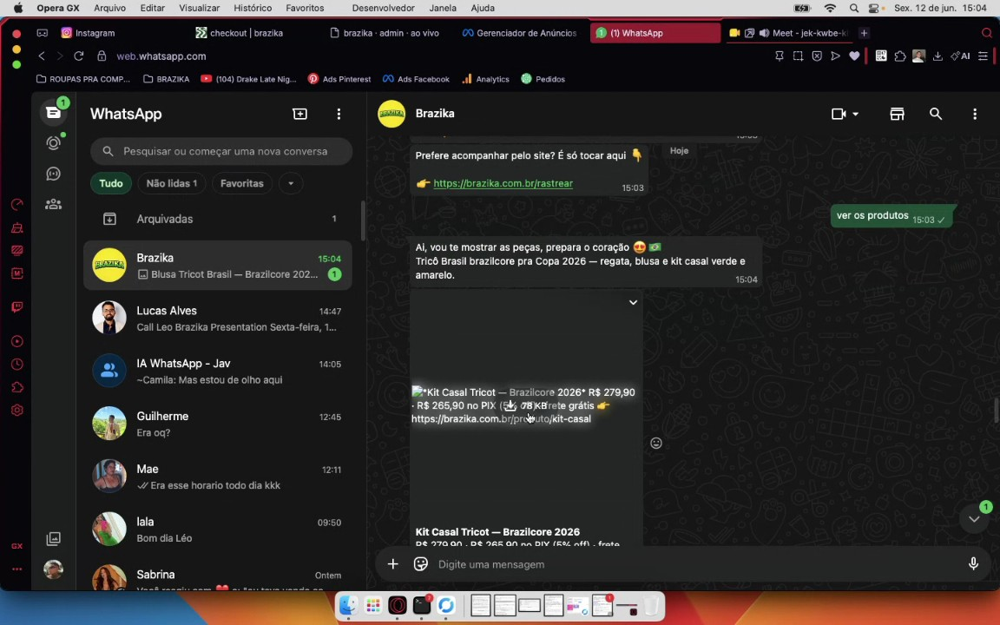 Opera GX Arquivo Editar Visualizar Histórico Favoritos Desenvolvedor Janela Ajuda Sex. 12 de jun. 15:04
Instagram
checkout | brazika
brazika · admin · ao vivo
Gerenciador de Anúncios
(1) WhatsApp
Meet - jek-kwbe-k
web.whatsapp.com
AI
ROUPAS PRA COMP...
BRAZIKA
(104) Drake Late Nig...
Ads Pinterest
Ads Facebook
Analytics
Pedidos
1
WhatsApp
Pesquisar ou começar uma nova conversa
Tudo
Não lidas 1
Favoritas
Arquivadas
1
BRAZIKA
Brazika
15:04
Blusa Tricot Brasil — Brazilcore 202...
1
Lucas Alves
14:47
Call Leo Brazika Presentation Sexta-feira, 1...
IA WhatsApp - Jav
14:05
~Camila: Mas estou de olho aqui
Guilherme
12:45
Era oq?
Mae
12:11
Era esse horario todo dia kkk
lala
09:50
Bom dia Léo
Sabrina
Ontem
GX
BRAZIKA
Brazika
Hoje
Prefere acompanhar pelo site? É só tocar aqui 👇
👉 https://brazika.com.br/rastrear
15:03
ver os produtos
15:03
Ai, vou te mostrar as peças, prepara o coração 😍 🇧🇷
Tricô Brasil brazilcore pra Copa 2026 — regata, blusa e kit casal verde e
amarelo.
15:04
*Kit Casal Tricot — Brazilcore 2026* R$ 279,90
· R$ 265,90 no PIX (5% off) · frete grátis 👉
78 KB
https://brazika.com.br/produto/kit-casal
Kit Casal Tricot — Brazilcore 2026
R$ 279,90 · R$ 265,90 no PIX (5% off) · frete
1
Digite uma mensagem